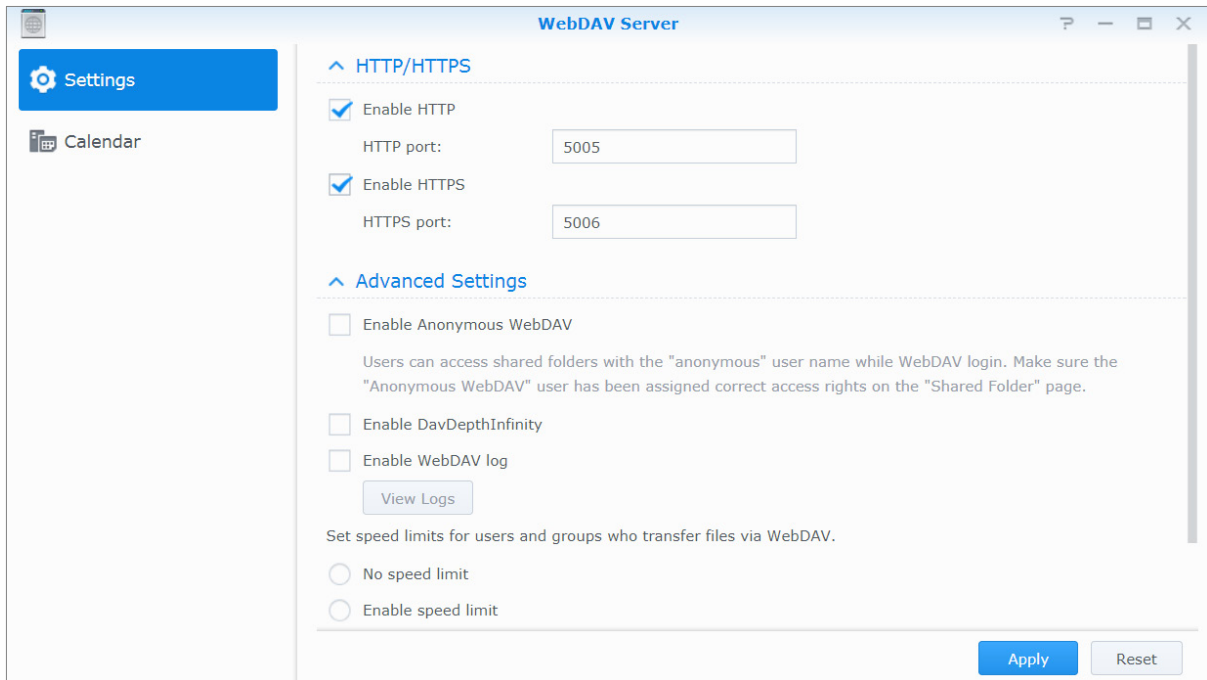 WebDAV Server
Settings
Calendar
HTTP/HTTPS
Enable HTTP
HTTP port: 5005
Enable HTTPS
HTTPS port: 5006
Advanced Settings
Enable Anonymous WebDAV
Users can access shared folders with the "anonymous" user name while WebDAV login. Make sure the
"Anonymous WebDAV" user has been assigned correct access rights on the "Shared Folder" page.
Enable DavDepthInfinity
Enable WebDAV log
View Logs
Set speed limits for users and groups who transfer files via WebDAV.
No speed limit
Enable speed limit
Apply Reset